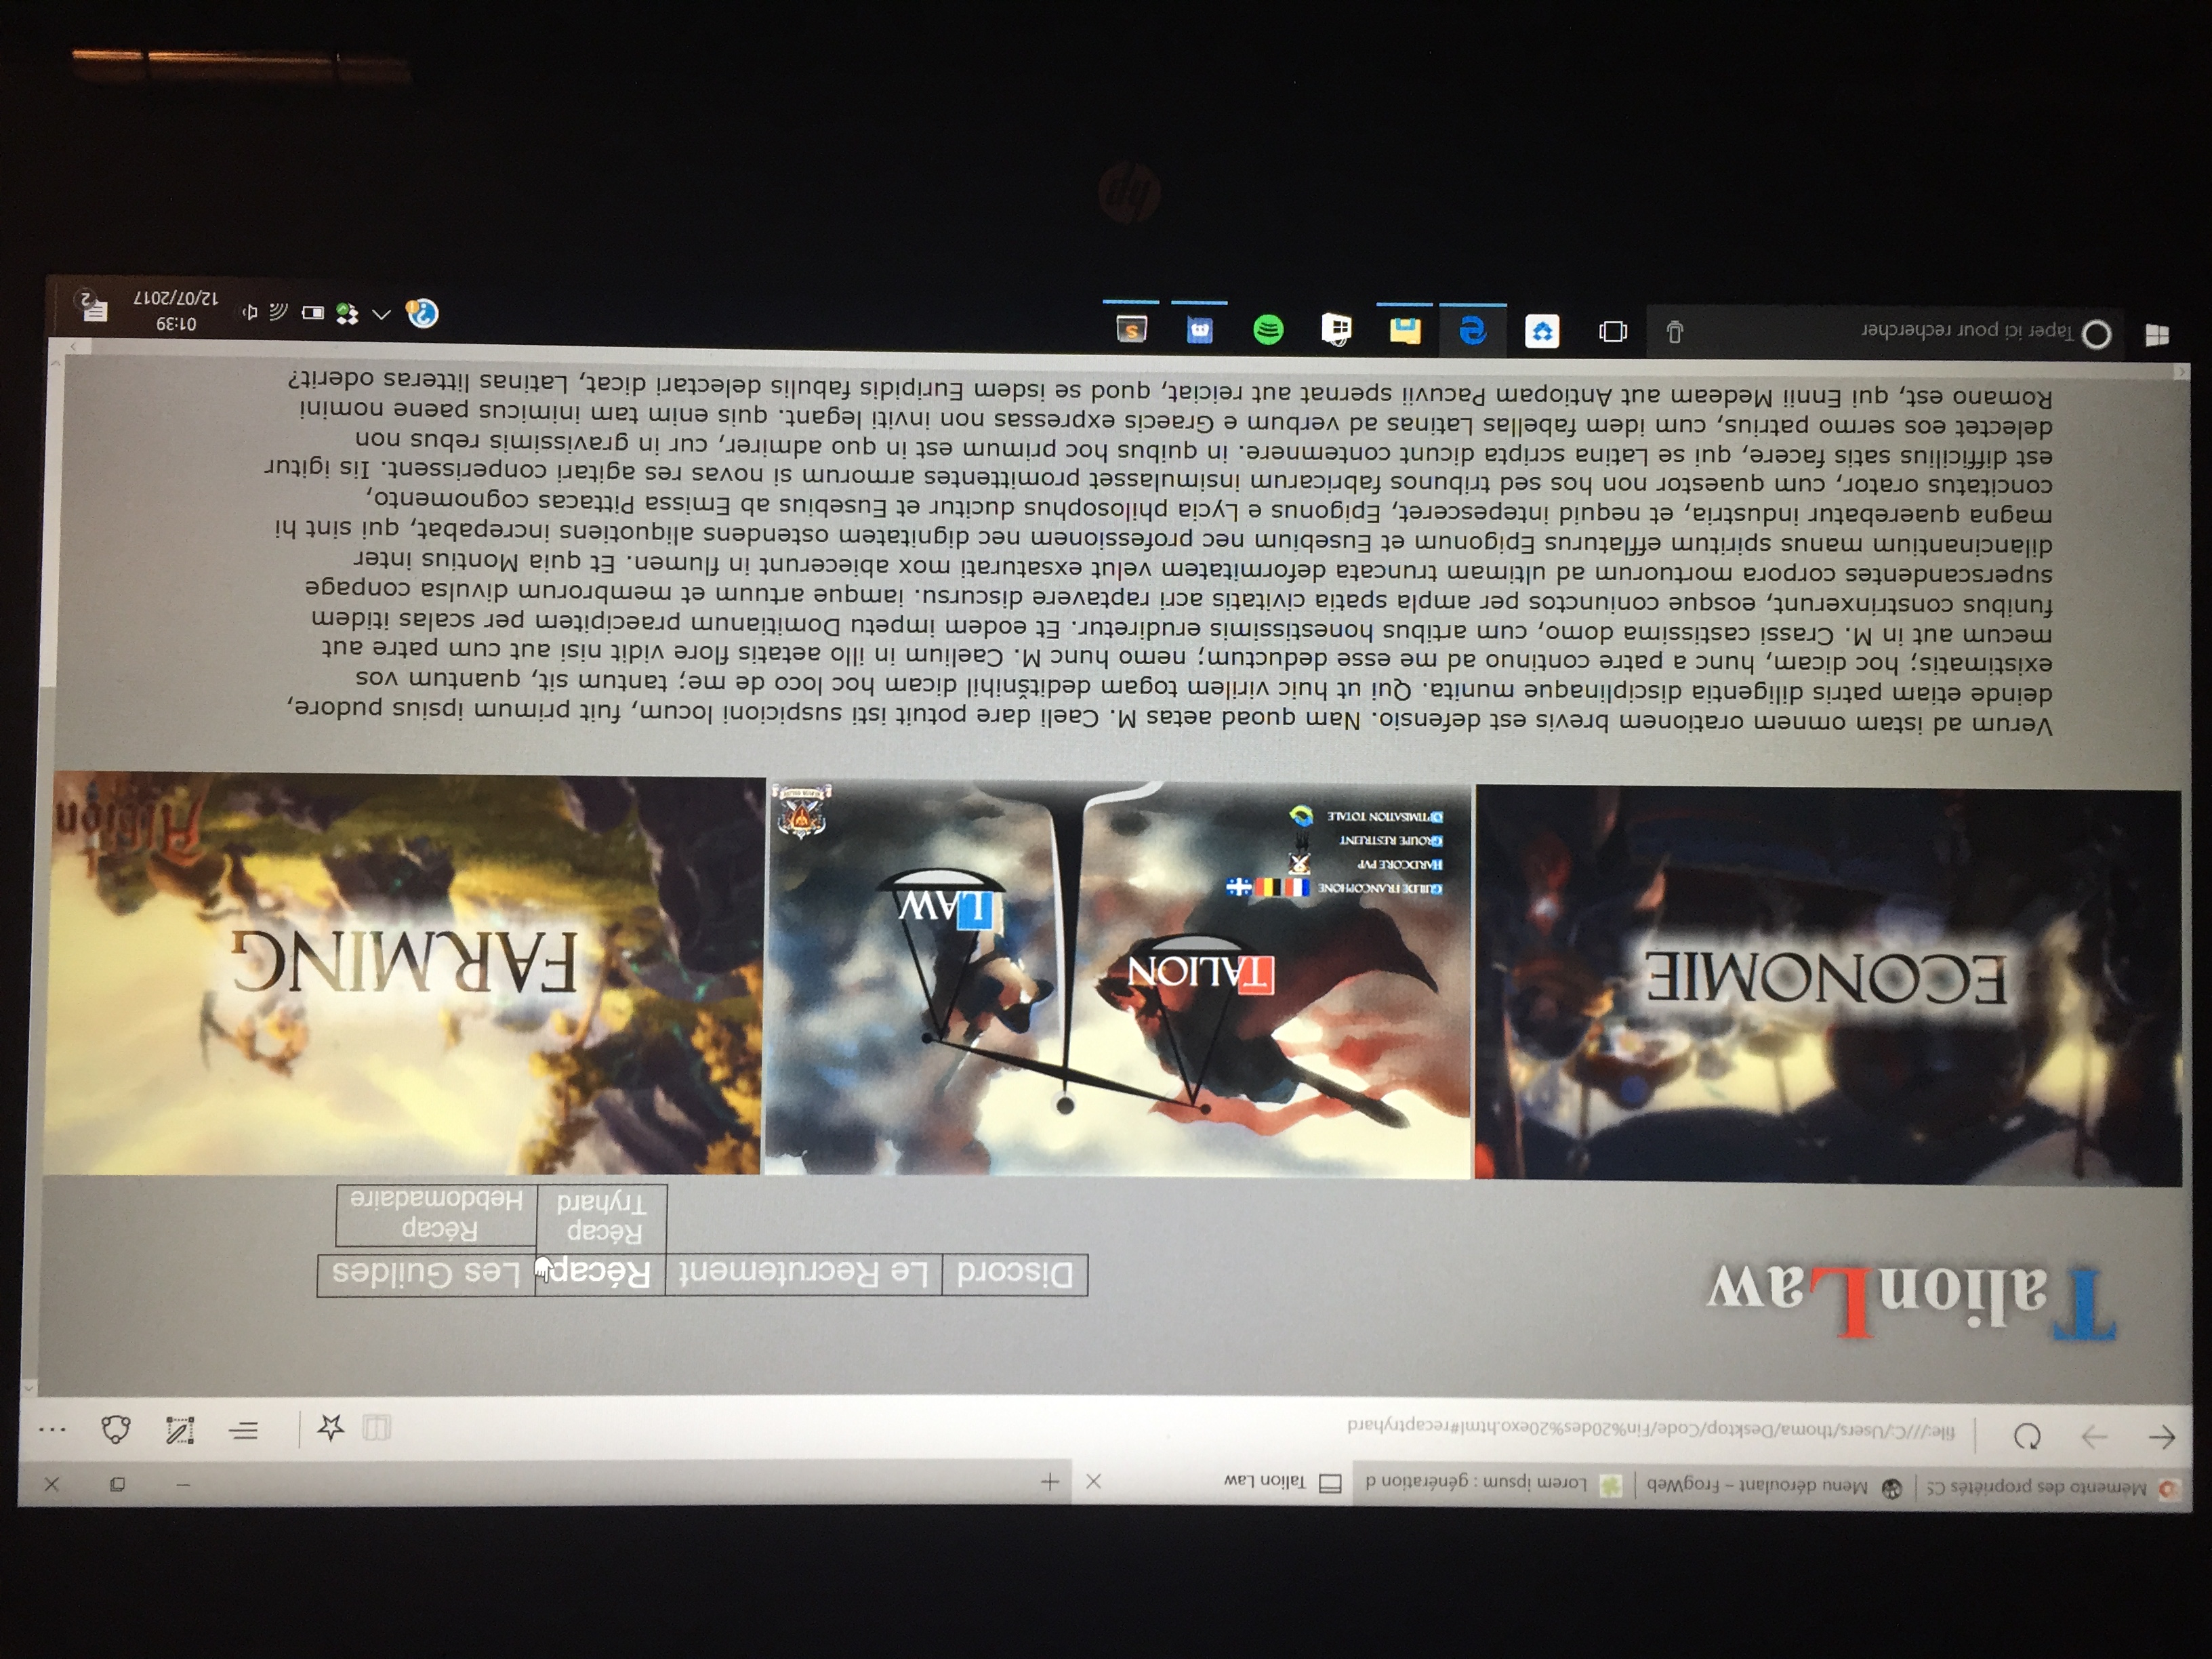 Mémento des propriétés CS
Menu déroulant – FrogWeb
Lorem ipsum : génération d
Talion Law
file:///C:/Users/thoma/Desktop/Code/Fin%20des%20exo.html#recaptryhard
TalionLaw
Discord
Le Recrutement
Récap
Les Guildes
Récap
Tryhard
Récap
Hebdomadaire
ECONOMIE
TALION
LAW
GUILDE FRANCOPHONE
HARDCORE PVP
GROUPE RESTREINT
OPTIMISATION TOTALE
FARMING
Albion
Verum ad istam omnem orationem brevis est defensio. Nam quoad aetas M. Caeli dare potuit isti suspicioni locum, fuit primum ipsius pudore,
deinde etiam patris diligentia disciplinaque munita. Qui ut huic virilem togam deditšnihil dicam hoc loco de me; tantum sit, quantum vos
existimatis; hoc dicam, hunc a patre continuo ad me esse deductum; nemo hunc M. Caelium in illo aetatis flore vidit nisi aut cum patre aut
mecum aut in M. Crassi castissima domo, cum artibus honestissimis erudiretur. Et eodem impetu Domitianum praecipitem per scalas itidem
funibus constrinxerunt, eosque coniunctos per ampla spatia civitatis acri raptavere discursu. iamque artuum et membrorum divulsa conpage
superscandentes corpora mortuorum ad ultimam truncata deformitatem velut exsaturati mox abiecerunt in flumen. Et quia Montius inter
dilancinantium manus spiritum efflaturus Epigonum et Eusebium nec professionem nec dignitatem ostendens aliquotiens increpabat, qui sint hi
magna quaerebatur industria, et nequid intepesceret, Epigonus e Lycia philosophus ducitur et Eusebius ab Emissa Pittacas cognomento,
concitatus orator, cum quaestor non hos sed tribunos fabricarum insimulasset promittentes armorum si novas res agitari conperissent. Iis igitur
est difficilius satis facere, qui se Latina scripta dicunt contemnere. in quibus hoc primum est in quo admirer, cur in gravissimis rebus non
delectet eos sermo patrius, cum idem fabellas Latinas ad verbum e Graecis expressas non inviti legant. quis enim tam inimicus paene nomini
Romano est, qui Ennii Medeam aut Antiopam Pacuvii spernat aut reiciat, quod se isdem Euripidis fabulis delectari dicat, Latinas litteras oderit?
Taper ici pour rechercher
01:39
12/07/2017
2
hp